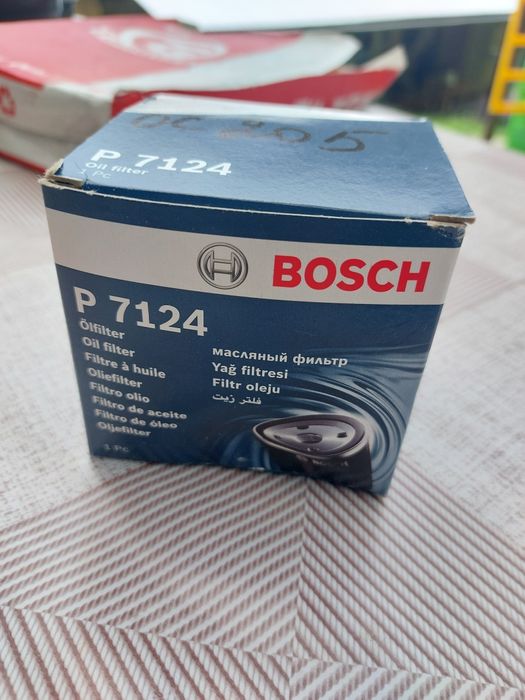 OC 205
P 7124
Oil filter
1 Pc
BOSCH
P 7124
Ölfilter
Oil filter
Filtre à huile
Oliefilter
Filtro olio
Filtro de aceite
Filtro de óleo
Oljefilter
1 Pc
масляный фильтр
Yağ filtresi
Filtr oleju
فلتر زيت